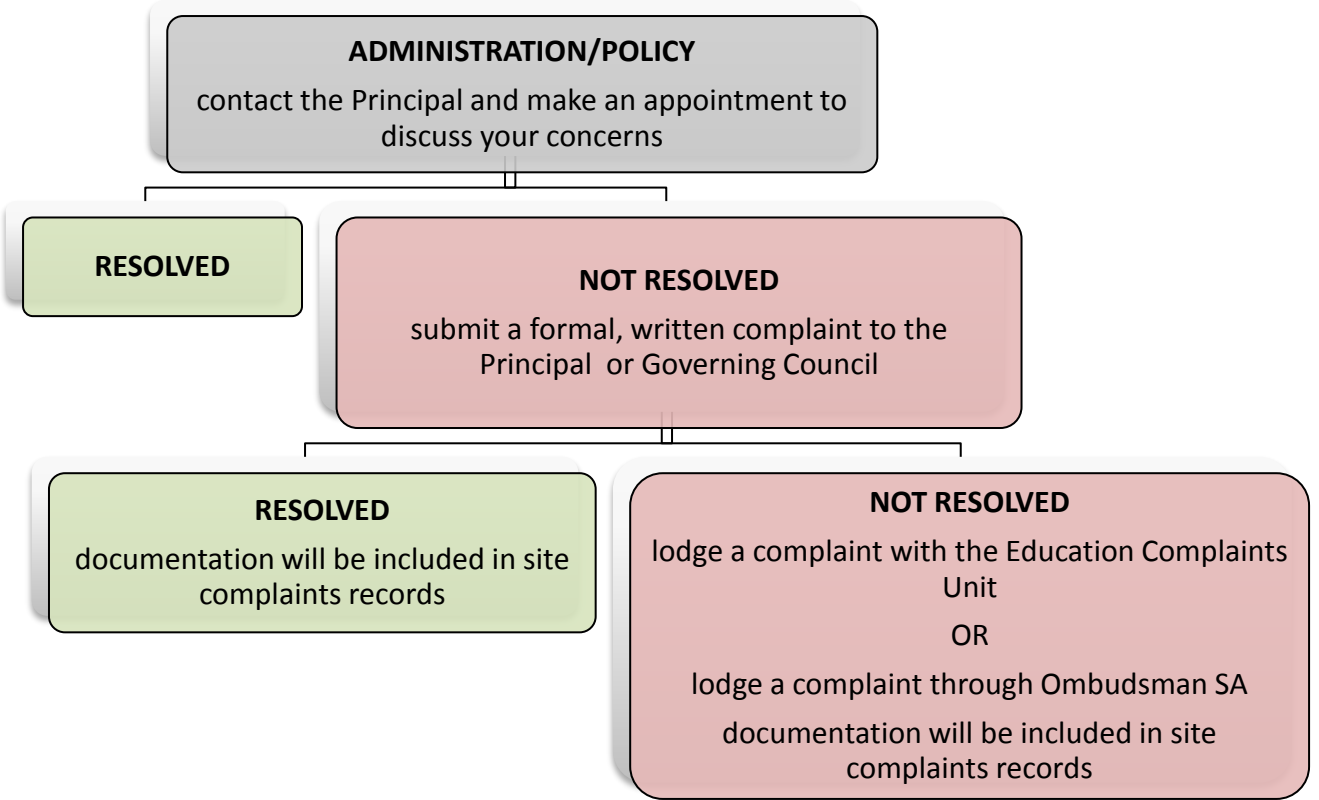 ADMINISTRATION/POLICY
contact the Principal and make an appointment to
discuss your concerns
RESOLVED
NOT RESOLVED
submit a formal, written complaint to the
Principal  or Governing Council
RESOLVED
documentation will be included in site
complaints records
NOT RESOLVED
lodge a complaint with the Education Complaints
Unit
OR
lodge a complaint through Ombudsman SA
documentation will be included in site
complaints records